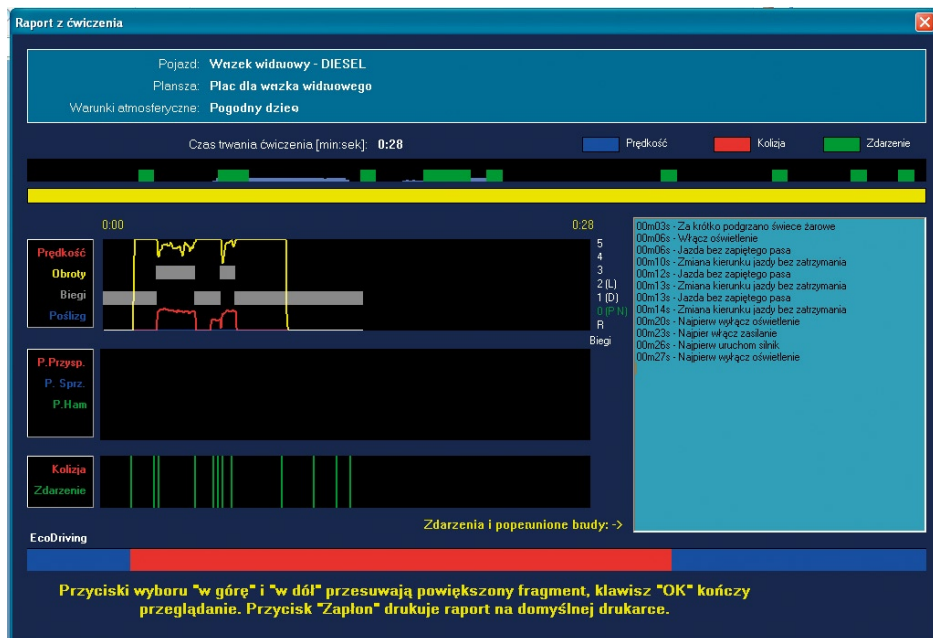 Raport z ćwiczenia
Pojazd: Wózek widłowy - DIESEL
Plansza: Plac dla wózka widłowego
Warunki atmosferyczne: Pogodny dzień
Czas trwania ćwiczenia [min:sek]: 0:28
Prędkość
Kolizja
Zdarzenie
0:00
0:28
Prędkość
Obroty
Biegi
Poślizg
5
4
3
2 (L)
1 (D)
0 (P N)
R
Biegi
P.Przysp.
P. Sprz.
P.Ham
Kolizja
Zdarzenie
00m03s - Za krótko podgrzano świece żarowe
00m06s - Włącz oświetlenie
00m06s - Jazda bez zapiętego pasa
00m10s - Zmiana kierunku jazdy bez zatrzymania
00m12s - Jazda bez zapiętego pasa
00m13s - Zmiana kierunku jazdy bez zatrzymania
00m13s - Jazda bez zapiętego pasa
00m14s - Zmiana kierunku jazdy bez zatrzymania
00m20s - Najpierw wyłącz oświetlenie
00m23s - Najpier włącz zasilanie
00m26s - Najpierw uruchom silnik
00m27s - Najpierw wyłącz oświetlenie
Zdarzenia i popełnione błędy: ->
EcoDriving
Przyciski wyboru "w górę" i "w dół" przesuwają powiększony fragment, klawisz "OK" kończy
przeglądanie. Przycisk "Zapłon" drukuje raport na domyślnej drukarce.